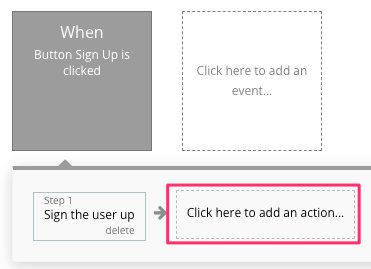 When
Button Sign Up is
clicked
Click here to add an
event...
Step 1
Sign the user up
delete
Click here to add an action...